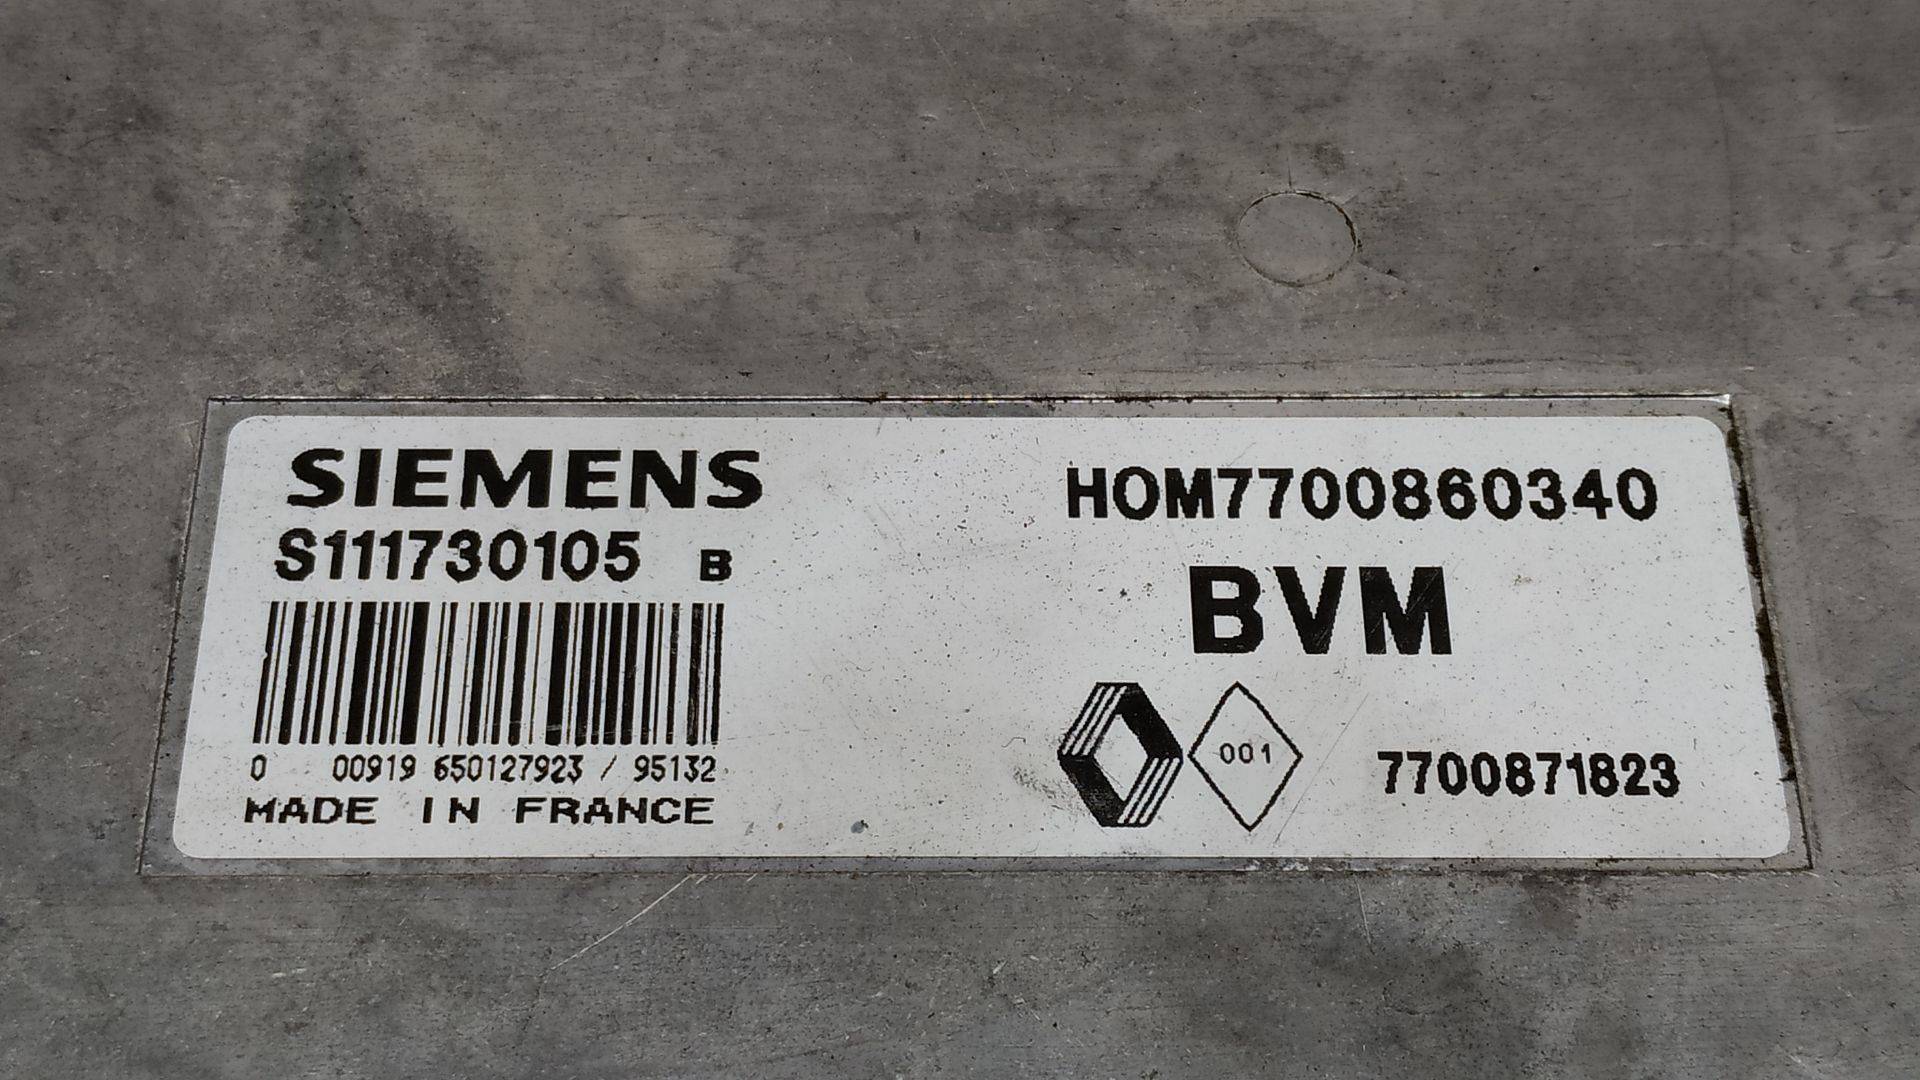 SIEMENS
S111730105 B
0 00919 650127923 / 95132
MADE IN FRANCE
HOM7700860340
BVM
001
7700871823